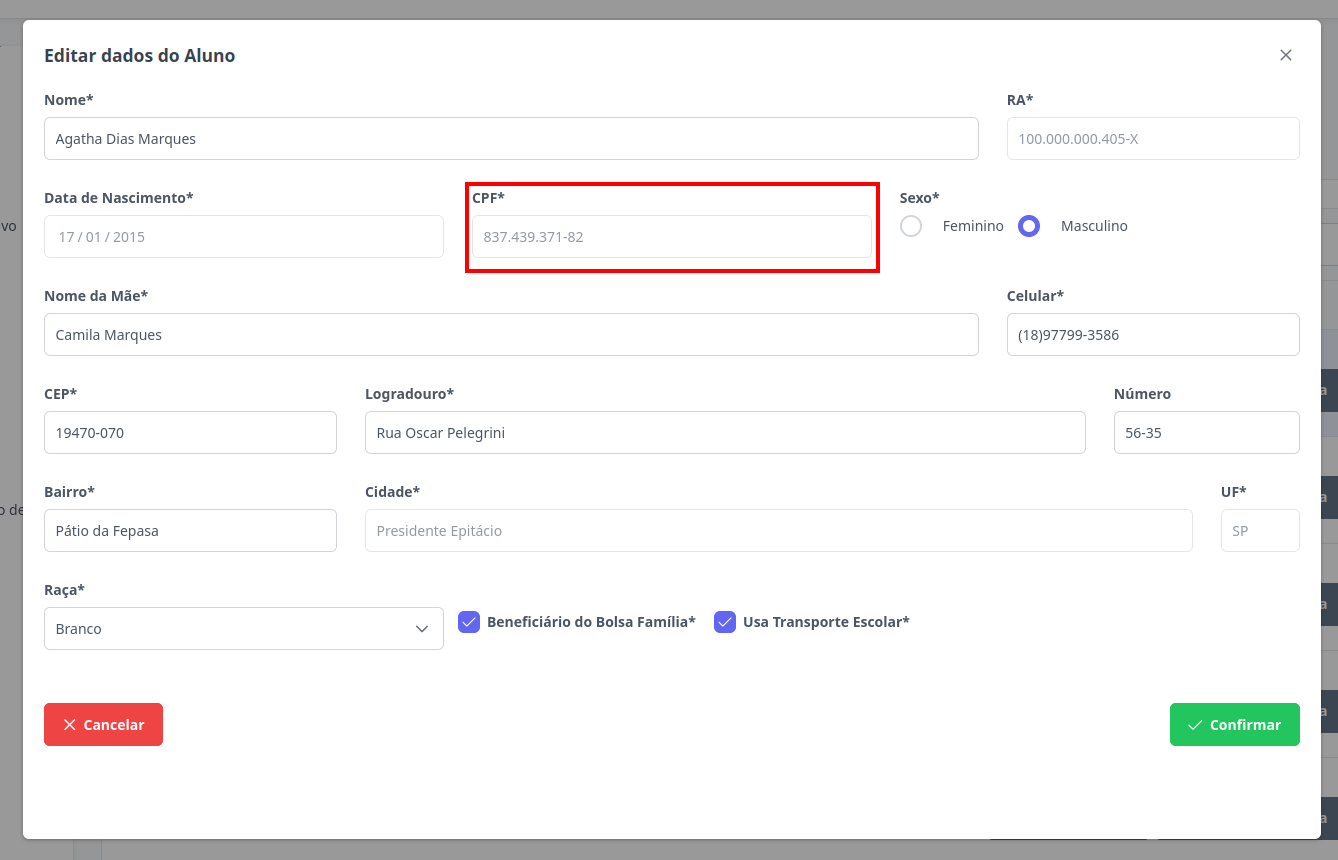 Editar dados do Aluno
Nome*
RA*
Agatha Dias Marques
100.000.000.405-X
Data de Nascimento*
CPF*
Sexo*
17 / 01 / 2015
837.439.371-82
Feminino
Masculino
vo
Nome da Mãe*
Celular*
Camila Marques
(18)97799-3586
CEP*
Logradouro*
Número
19470-070
Rua Oscar Pelegrini
56-35
a
Bairro*
Cidade*
UF*
a
o de
Pátio da Fepasa
Presidente Epitácio
SP
Raça*
a
Branco
Beneficiário do Bolsa Família*
Usa Transporte Escolar*
a
Cancelar
Confirmar
a